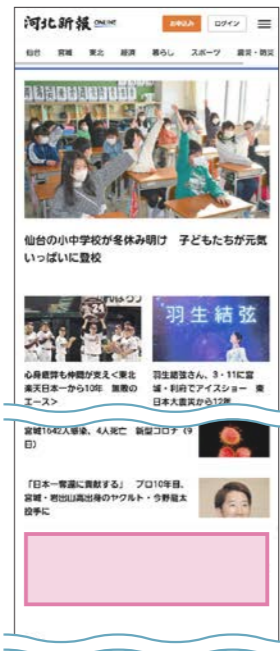 河北新報 ONLINE
お申込み
ログイン
仙台 宮城 東北 経済 暮らし スポーツ 震災・防災
仙台の小中学校が冬休み明け 子どもたちが元気
いっぱいに登校
羽生結弦
心身疲弊も仲間が支え<東北
楽天日本一から10年 無敗の
エース>
羽生結弦さん、3・11に宮
城・利府でアイスショー 東
日本大震災から12年
宮城1642人感染、4人死亡 新型コロナ(9
日)
「日本一奪還に貢献する」 プロ10年目、
宮城・岩出山高出身のヤクルト・今野龍太
投手に